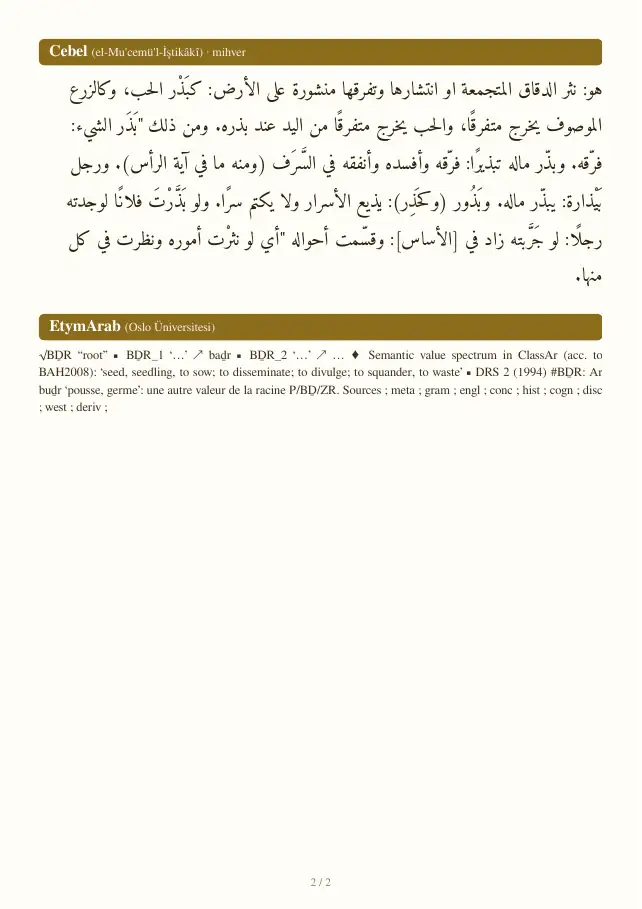 Cebel (el-Mu'cemü'l-İştikâkî) · mihver
هو: نثر الدقاق المتجمعة او انتشارها وتفرقها منشورة على الأرض: كبَذْر الحب، وكالزرع
الموصوف يخرج متفرقًا، والحب يخرج متفرقًا من اليد عند بذره. ومن ذلك "بَذَر الشيء:
فرّقه. وبذّر ماله تبذيرًا: فرّقه وأفسده وأنفقه في السَّرَف (ومنه ما في آية الرأس). ورجل
بَيْذارة: يبذّر ماله. وبَذُور (وكحَذِر): يذيع الأسرار ولا يكتم سرًا. ولو بَذَّرْتَ فلانًا لوجدته
رجلًا: لو جَرَّبته زاد في [الأساس]: وقسّمت أحواله "أي لو نثرْت أموره ونظرت في كل
منها.
EtymArab (Oslo Üniversitesi)
√BḎR “root” ▪ BḎR_1 ‘…’ ↗ baḏr ▪ BḎR_2 ‘…’ ↗ … ♦ Semantic value spectrum in ClassAr (acc. to
BAH2008): ‘seed, seedling, to sow; to disseminate; to divulge; to squander, to waste’ ▪ DRS 2 (1994) #BḎR: Ar
buḏr ‘pousse, germe’: une autre valeur de la racine P/BḎ/ZR. Sources ; meta ; gram ; engl ; conc ; hist ; cogn ; disc
; west ; deriv ;
2 / 2